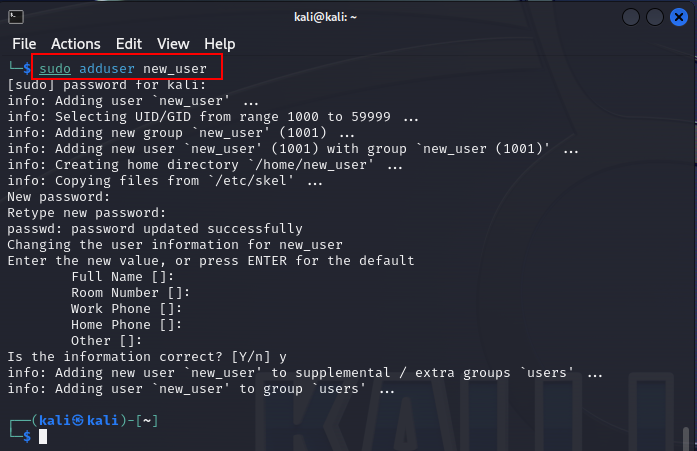 kali@kali: ~
File Actions Edit View Help
└─$ sudo adduser new_user
[sudo] password for kali:
info: Adding user `new_user' ...
info: Selecting UID/GID from range 1000 to 59999 ...
info: Adding new group `new_user' (1001) ...
info: Adding new user `new_user' (1001) with group `new_user (1001)' ...
info: Creating home directory `/home/new_user' ...
info: Copying files from `/etc/skel' ...
New password:
Retype new password:
passwd: password updated successfully
Changing the user information for new_user
Enter the new value, or press ENTER for the default
Full Name []:
Room Number []:
Work Phone []:
Home Phone []:
Other []:
Is the information correct? [Y/n] y
info: Adding new user `new_user' to supplemental / extra groups `users' ...
info: Adding user `new_user' to group `users' ...
┌──(kali㉿kali)-[~]
└─$